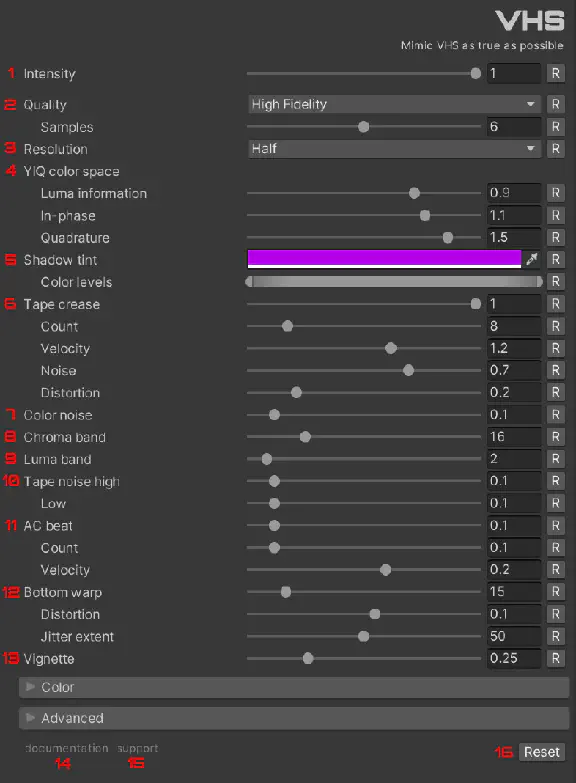 VHS
Mimic VHS as true as possible
1 Intensity 1 R
2 Quality High Fidelity R
Samples 6 R
3 Resolution Half R
4 YIQ color space
Luma information 0.9 R
In-phase 1.1 R
Quadrature 1.5 R
5 Shadow tint R
Color levels R
6 Tape crease 1 R
Count 8 R
Velocity 1.2 R
Noise 0.7 R
Distortion 0.2 R
7 Color noise 0.1 R
8 Chroma band 16 R
9 Luma band 2 R
10 Tape noise high 0.1 R
Low 0.1 R
11 AC beat 0.1 R
Count 0.1 R
Velocity 0.2 R
12 Bottom warp 15 R
Distortion 0.1 R
Jitter extent 50 R
13 Vignette 0.25 R
Color
Advanced
documentation support 16 Reset
14 15